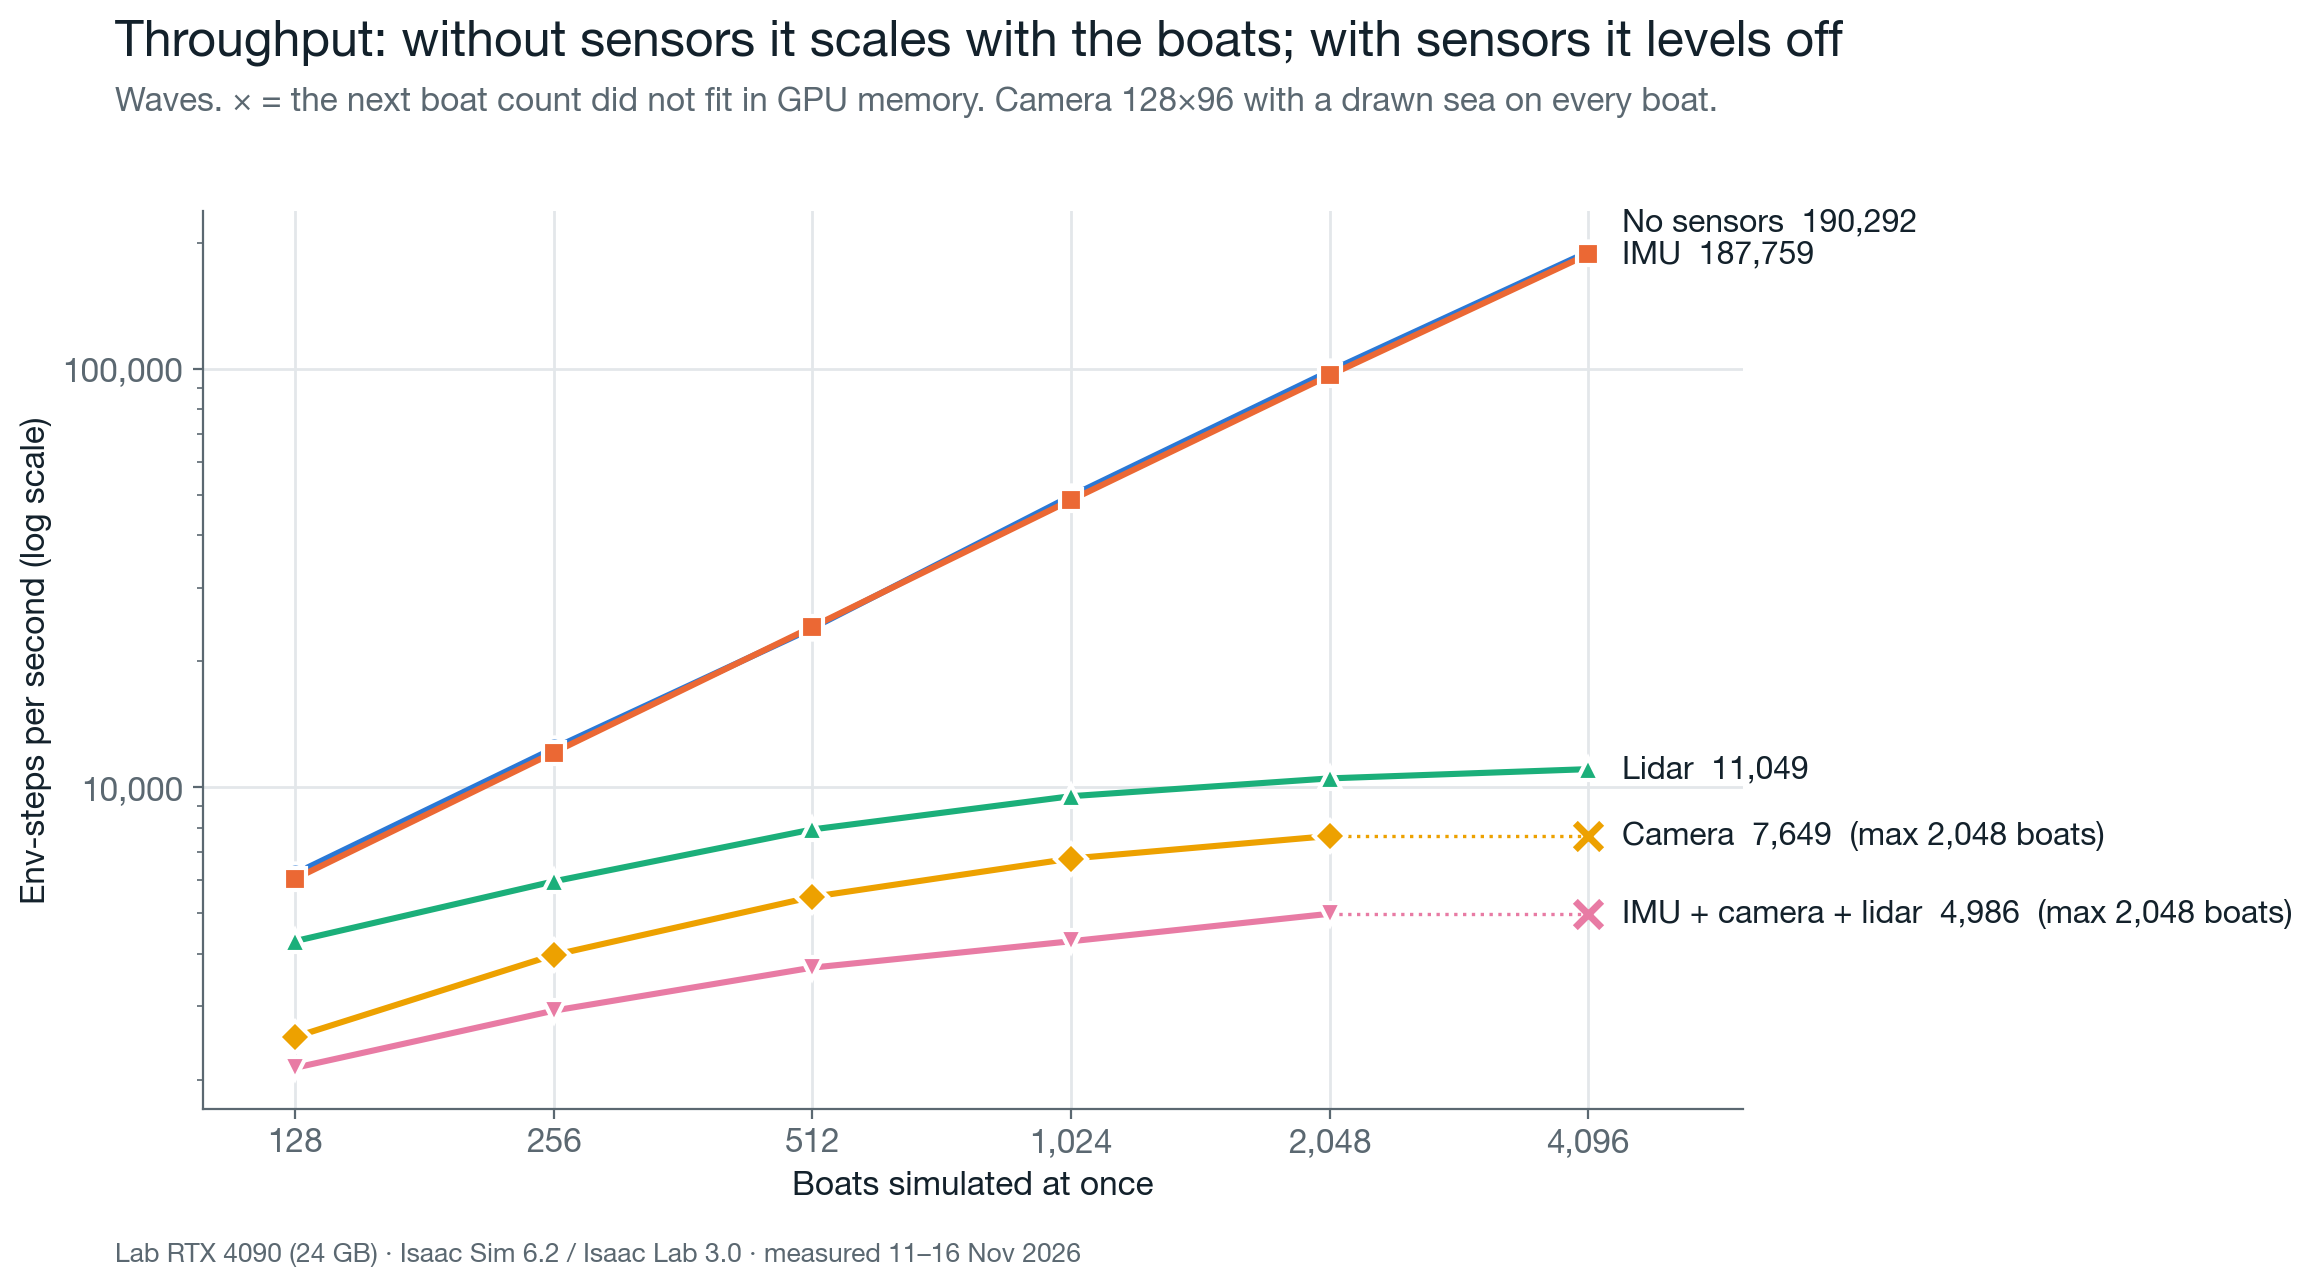 Throughput: without sensors it scales with the boats; with sensors it levels off
Waves. × = the next boat count did not fit in GPU memory. Camera 128×96 with a drawn sea on every boat.
Env-steps per second (log scale)
100,000
10,000
No sensors 190,292
IMU 187,759
Lidar 11,049
Camera 7,649 (max 2,048 boats)
IMU + camera + lidar 4,986 (max 2,048 boats)
128 256 512 1,024 2,048 4,096
Boats simulated at once
Lab RTX 4090 (24 GB) · Isaac Sim 6.2 / Isaac Lab 3.0 · measured 11–16 Nov 2026